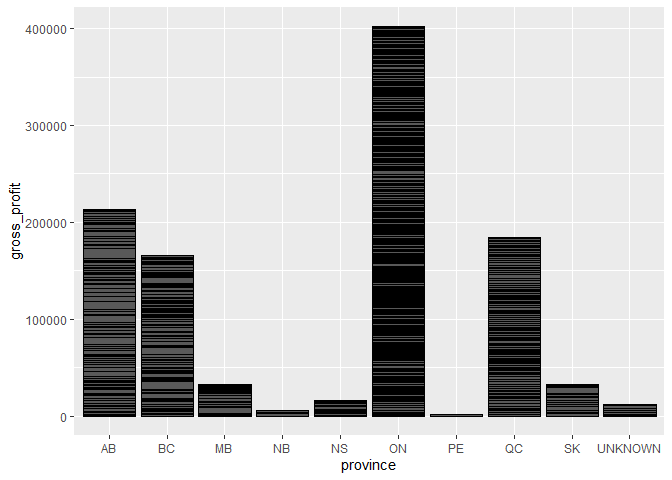 400000
300000
200000
100000
0
gross_profit
AB BC MB NB NS ON PE QC SK UNKNOWN
province